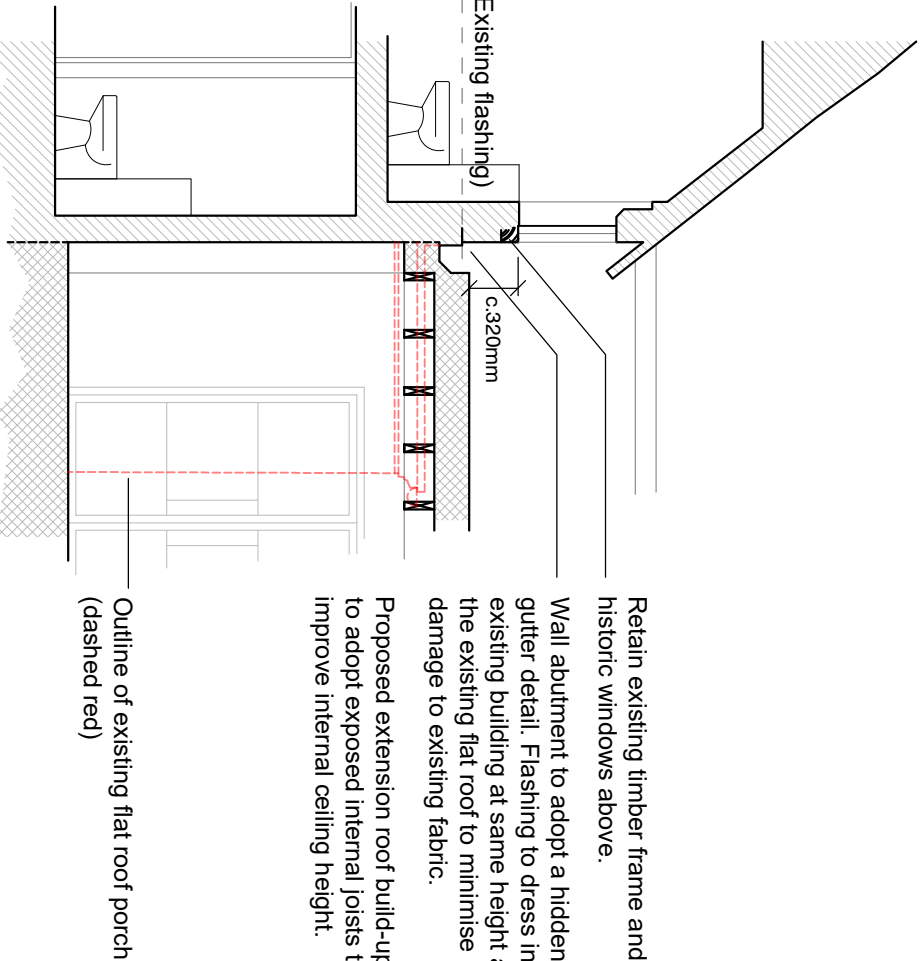 Existing flashing)
c.320mm
Retain existing timber frame and
historic windows above.
Wall abutment to adopt a hidden
gutter detail. Flashing to dress in
existing building at same height a
the existing flat roof to minimise
damage to existing fabric.
Proposed extension roof build-up
to adopt exposed internal joists t
improve internal ceiling height.
Outline of existing flat roof porch
(dashed red)